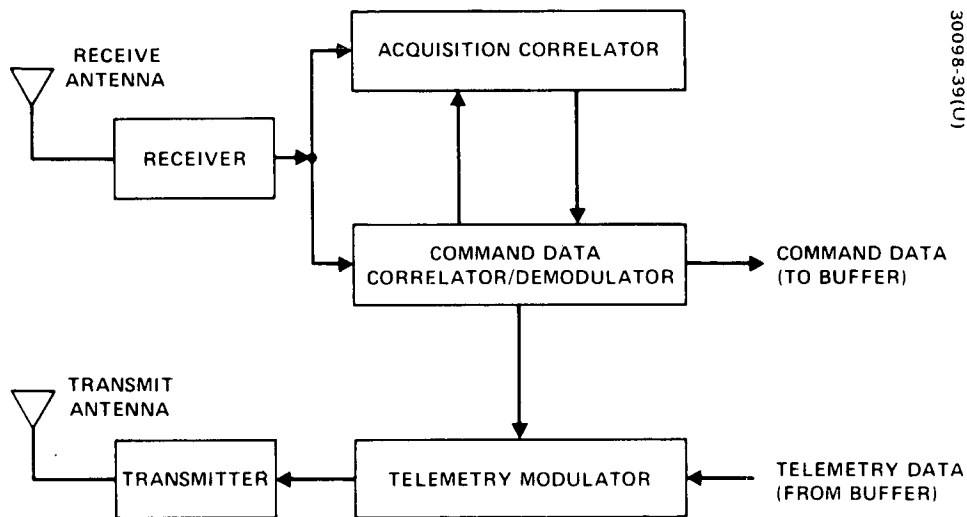 RECEIVE
ANTENNA
ACQUISITION CORRELATOR
30098-39(U)
RECEIVER
COMMAND DATA
CORRELATOR/DEMODULATOR
COMMAND DATA
(TO BUFFER)
TRANSMIT
ANTENNA
TRANSMITTER
TELEMETRY MODULATOR
TELEMETRY DATA
(FROM BUFFER)